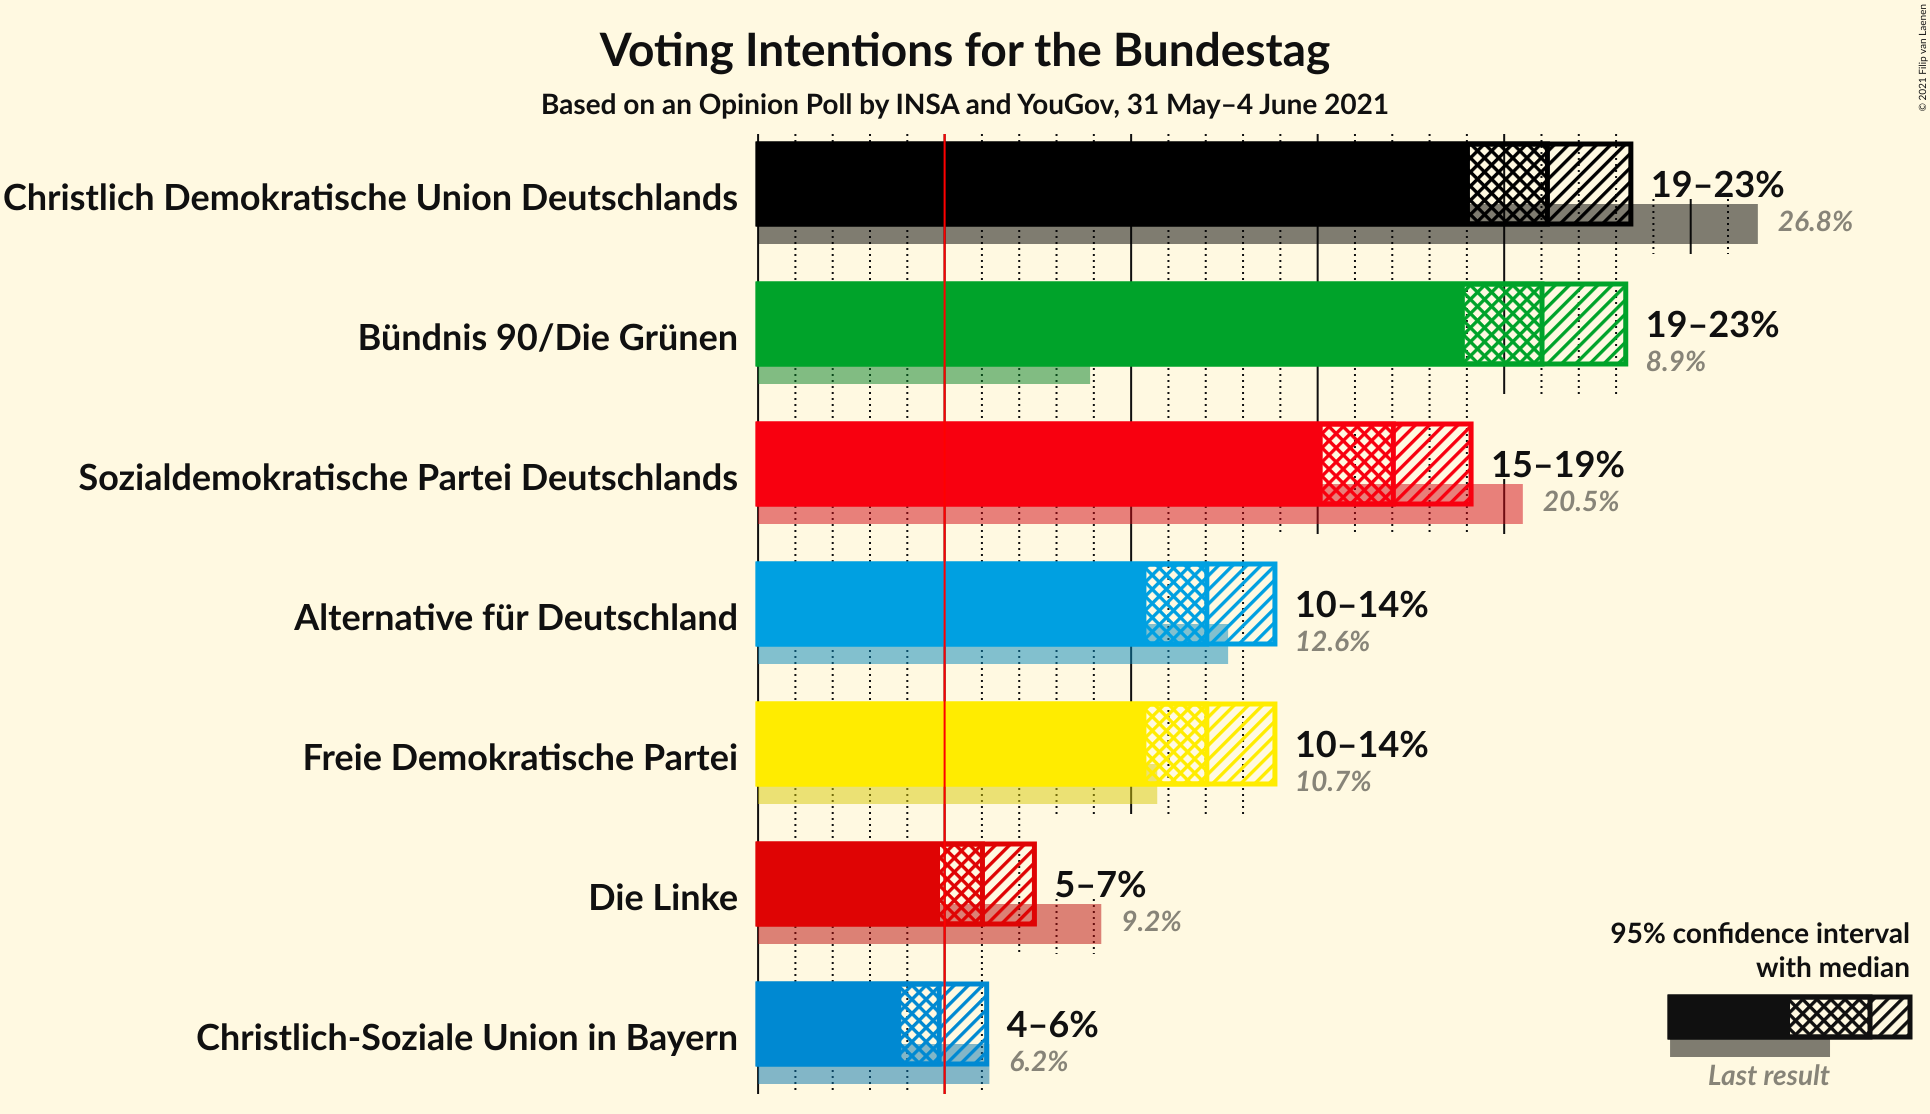 Voting Intentions for the Bundestag
Based on an Opinion Poll by INSA and YouGov, 31 May–4 June 2021
© 2021 Filip van Laenen
Christlich Demokratische Union Deutschlands
19–23%
26.8%
Bündnis 90/Die Grünen
19–23%
8.9%
Sozialdemokratische Partei Deutschlands
15–19%
20.5%
Alternative für Deutschland
10–14%
12.6%
Freie Demokratische Partei
10–14%
10.7%
Die Linke
5–7%
9.2%
Christlich-Soziale Union in Bayern
4–6%
6.2%
95% confidence interval
with median
Last result